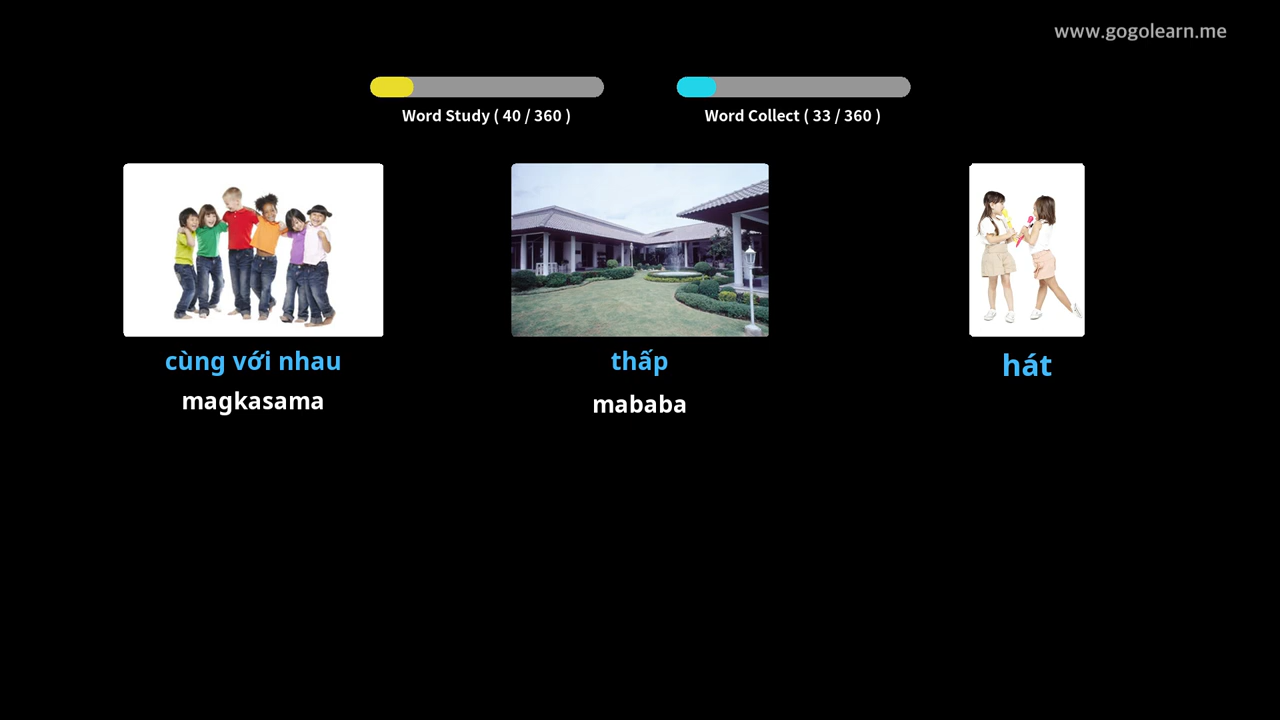 www.gogolearn.me
Word Study ( 40 / 360 )
Word Collect ( 33 / 360 )
cùng với nhau
magkasama
thấp
mababa
hát